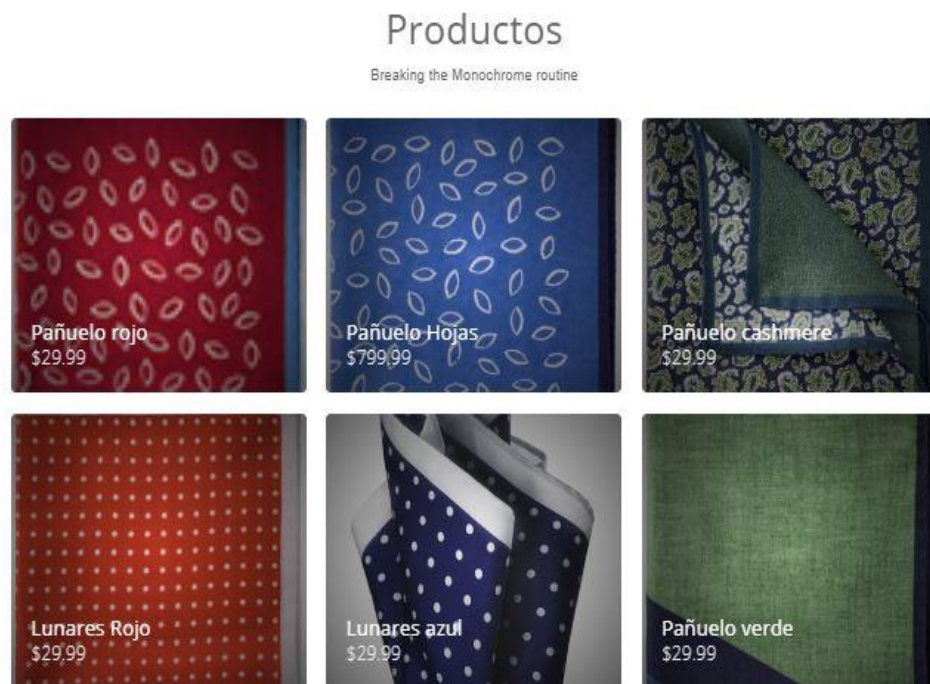 Productos
Breaking the Monochrome routine
Pañuelo rojo
$29.99
Pañuelo Hojas
$799.99
Pañuelo cashmere
$29.99
Lunares Rojo
$29.99
Lunares azul
$29.99
Pañuelo verde
$29.99